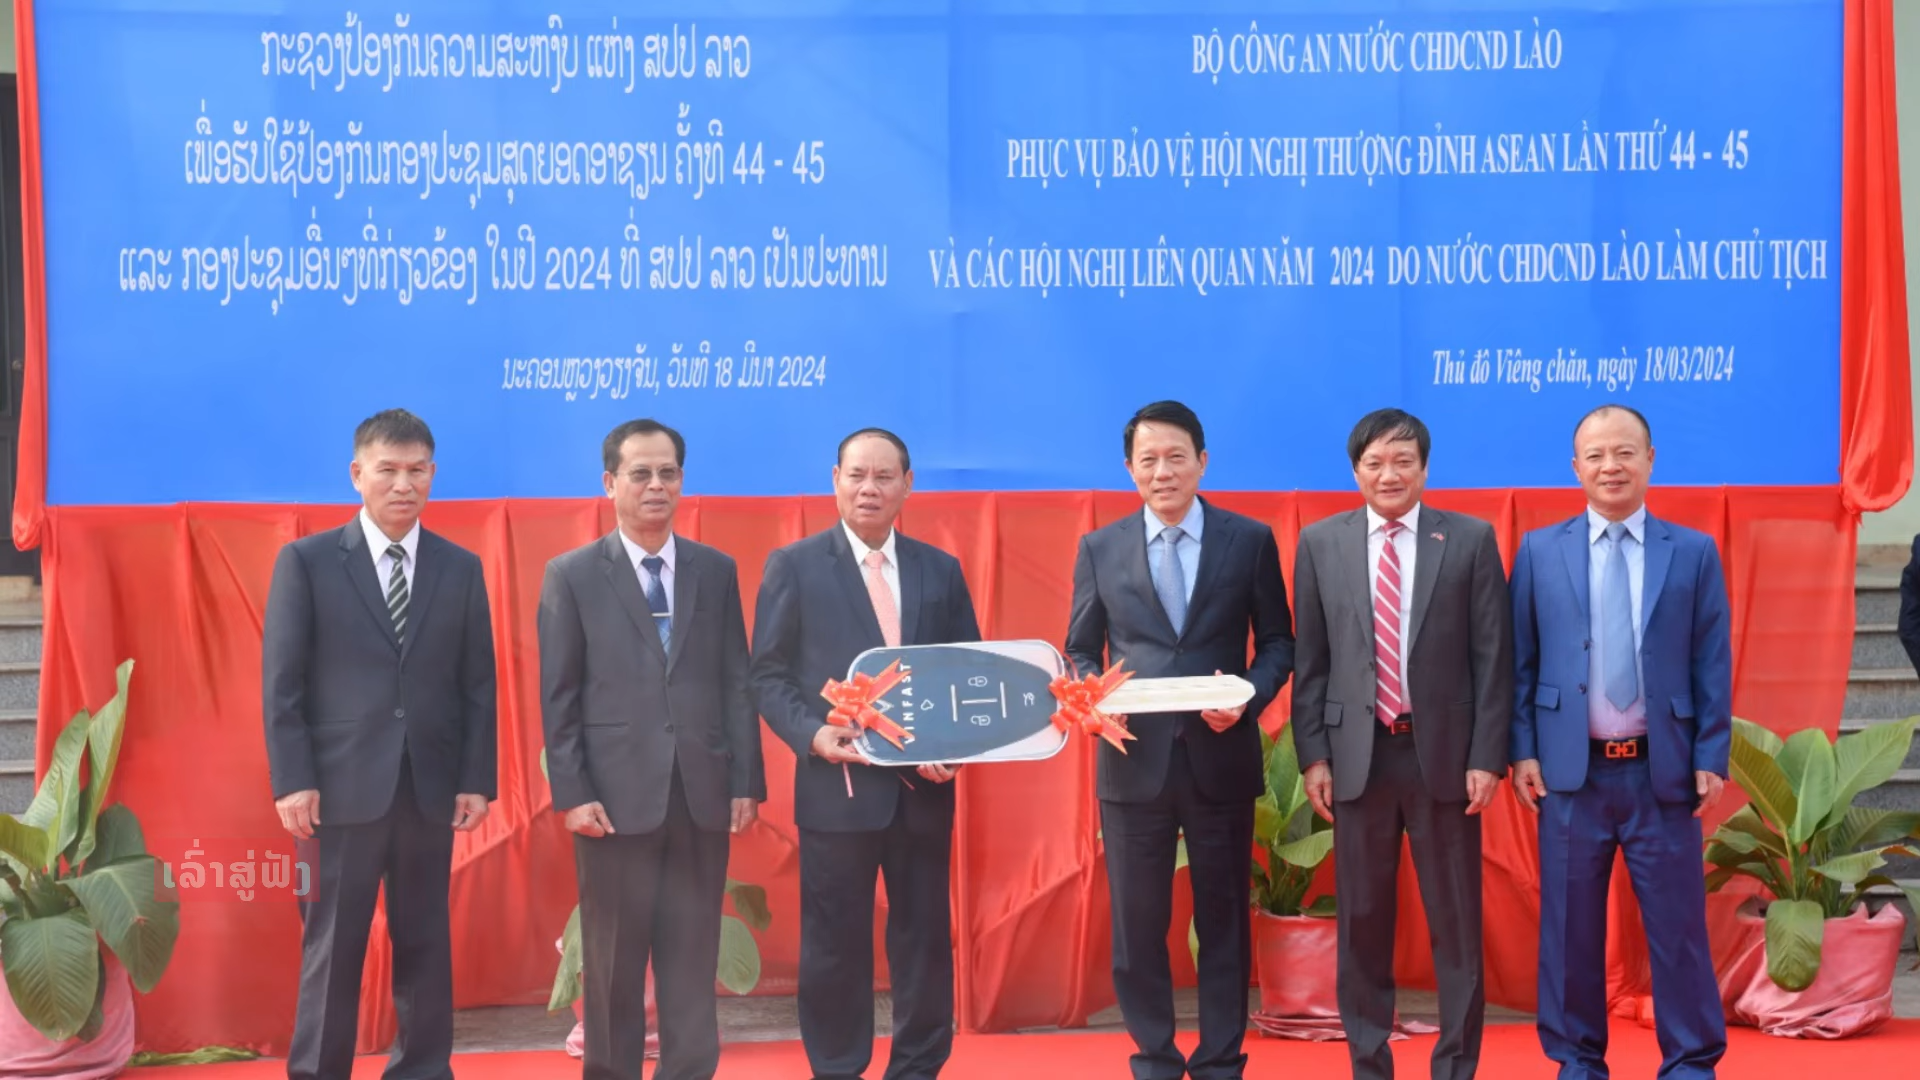 ກະຊວງປ້ອງກັນຄວາມສະຫງົບ ແຫ່ງ ສປປ ລາວ
ເພື່ອຮັບໃຊ້ປ້ອງກັນກອງປະຊຸມສຸດຍອດອາຊຽນ ຄັ້ງທີ 44 - 45
ແລະ ກອງປະຊຸມອື່ນໆທີ່ກ່ຽວຂ້ອງ ໃນປີ 2024 ທີ່ ສປປ ລາວ ເປັນປະທານ
ນະຄອນຫຼວງວຽງຈັນ, ວັນທີ 18 ມີນາ 2024
BỘ CÔNG AN NƯỚC CHDCND LÀO
PHỤC VỤ BẢO VỆ HỘI NGHỊ THƯỢNG ĐỈNH ASEAN LẦN THỨ 44 - 45
VÀ CÁC HỘI NGHỊ LIÊN QUAN NĂM 2024 DO NƯỚC CHDCND LÀO LÀM CHỦ TỊCH
Thủ đô Viêng chăn, ngày 18/03/2024
VINFAST
ເລົ່າສູ່ຟັງ